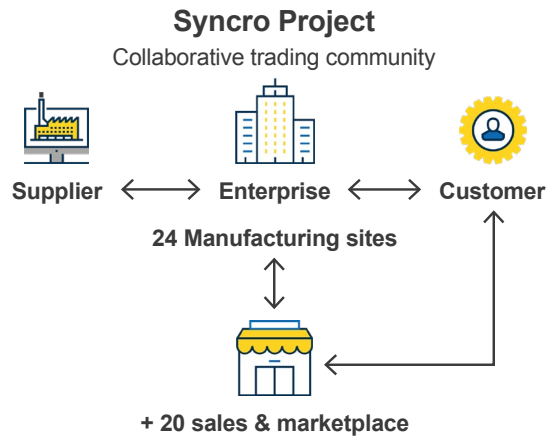 Syncro Project
Collaborative trading community
Supplier Enterprise Customer
24 Manufacturing sites
+ 20 sales & marketplace